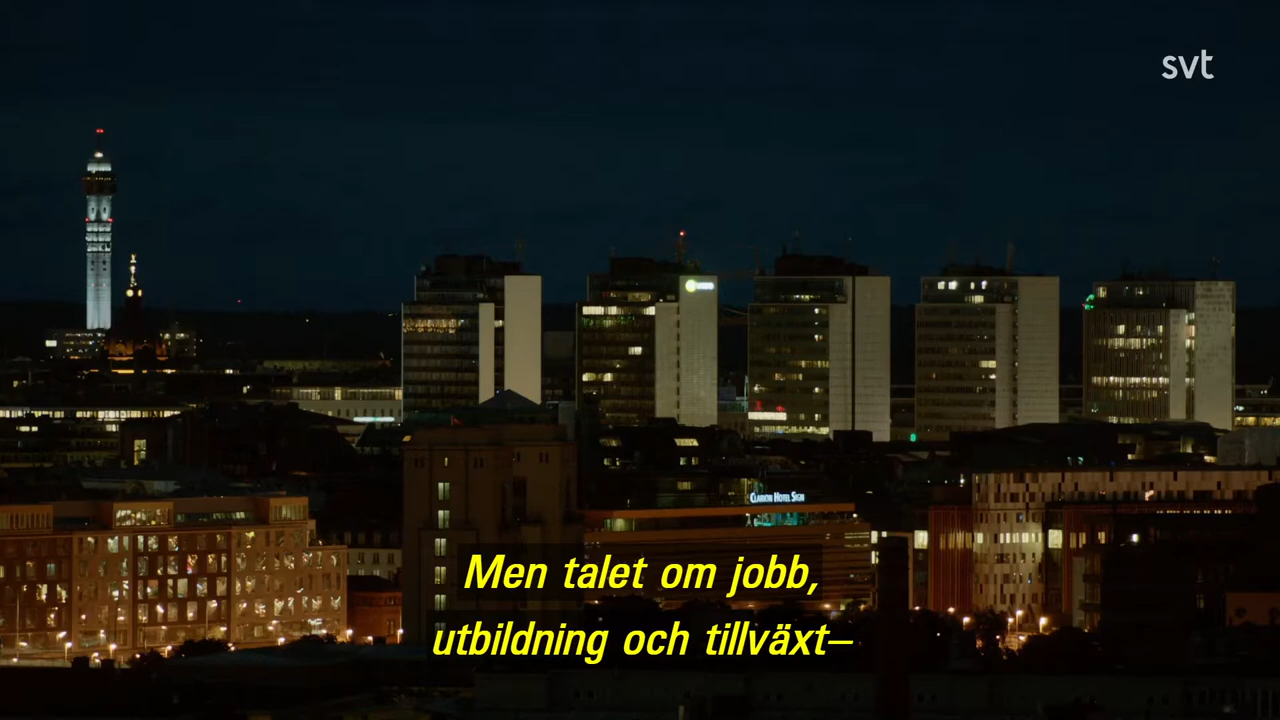 svt
CLARION HOTEL SIGN
Men talet om jobb,
utbildning och tillväxt–